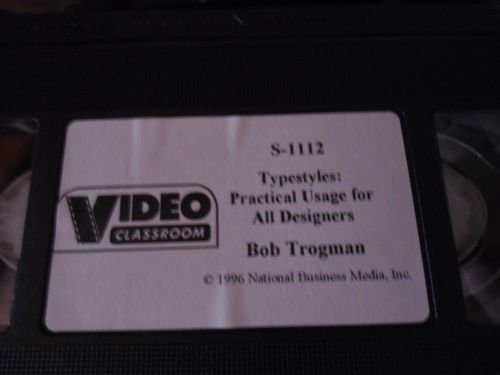 S-1112
Typestyles:
Practical Usage for
All Designers
VIDEO
CLASSROOM
Bob Trogman
© 1996 National Business Media, Inc.